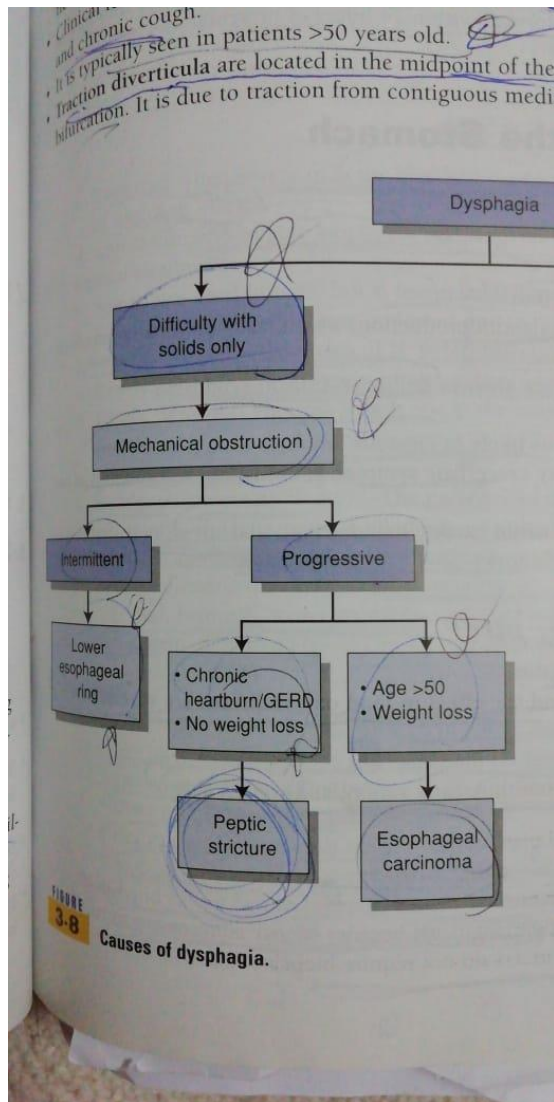 • Clinical
and chronic cough.
• It is typically seen in patients >50 years old.
• Traction diverticula are located in the midpoint of the
bifurcation. It is due to traction from contiguous medi
Dysphagia
Difficulty with
solids only
Mechanical obstruction
Intermittent
Progressive
Lower
esophageal
ring
• Chronic
heartburn/GERD
• No weight loss
• Age >50
• Weight loss
Peptic
stricture
Esophageal
carcinoma
FIGURE
3-8
Causes of dysphagia.